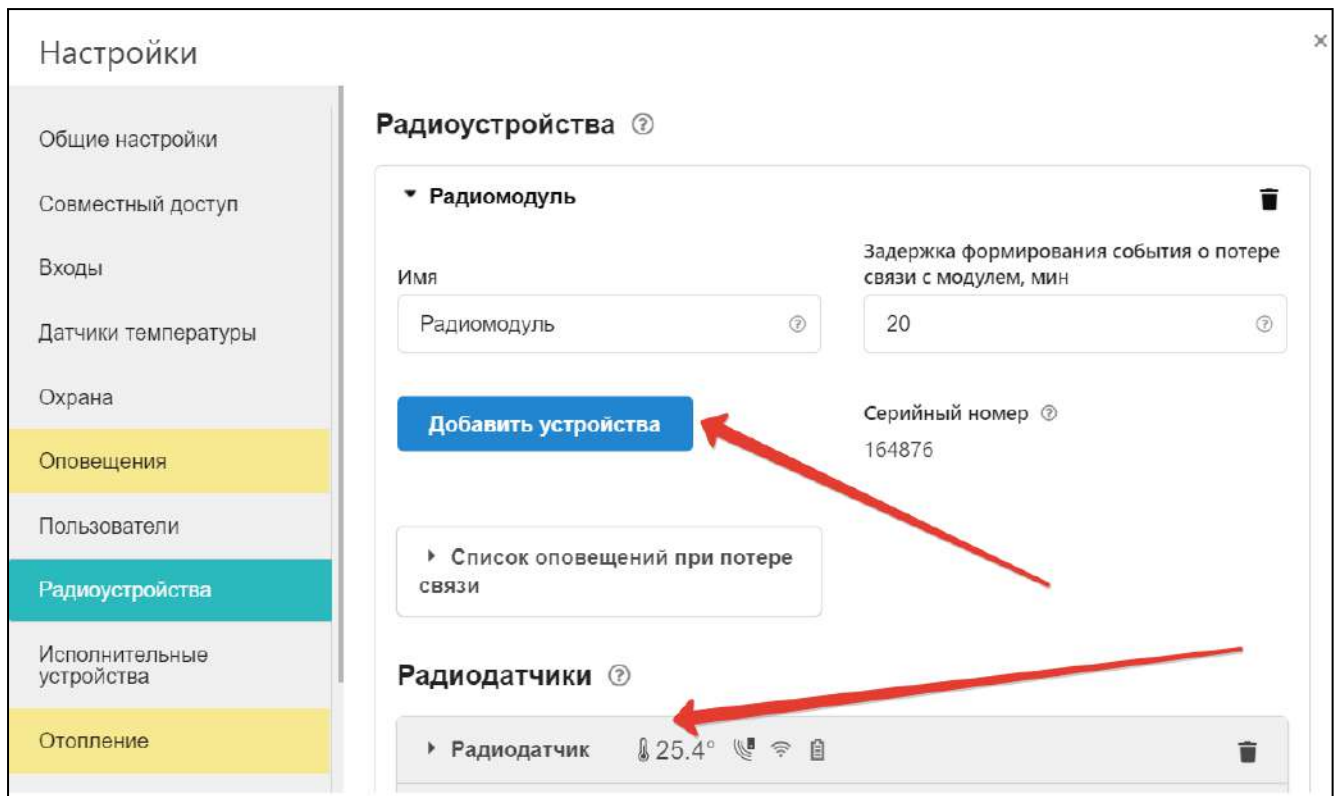 Настройки
Общие настройки
Совместный доступ
Входы
Датчики температуры
Охрана
Оповещения
Пользователи
Радиоустройства
Исполнительные
устройства
Отопление
Радиоустройства
Радиомодуль
Имя
Радиомодуль
Задержка формирования события о потере
связи с модулем, мин
20
Добавить устройства
Серийный номер
164876
Список оповещений при потере
связи
Радиодатчики
Радиодатчик 25.4°